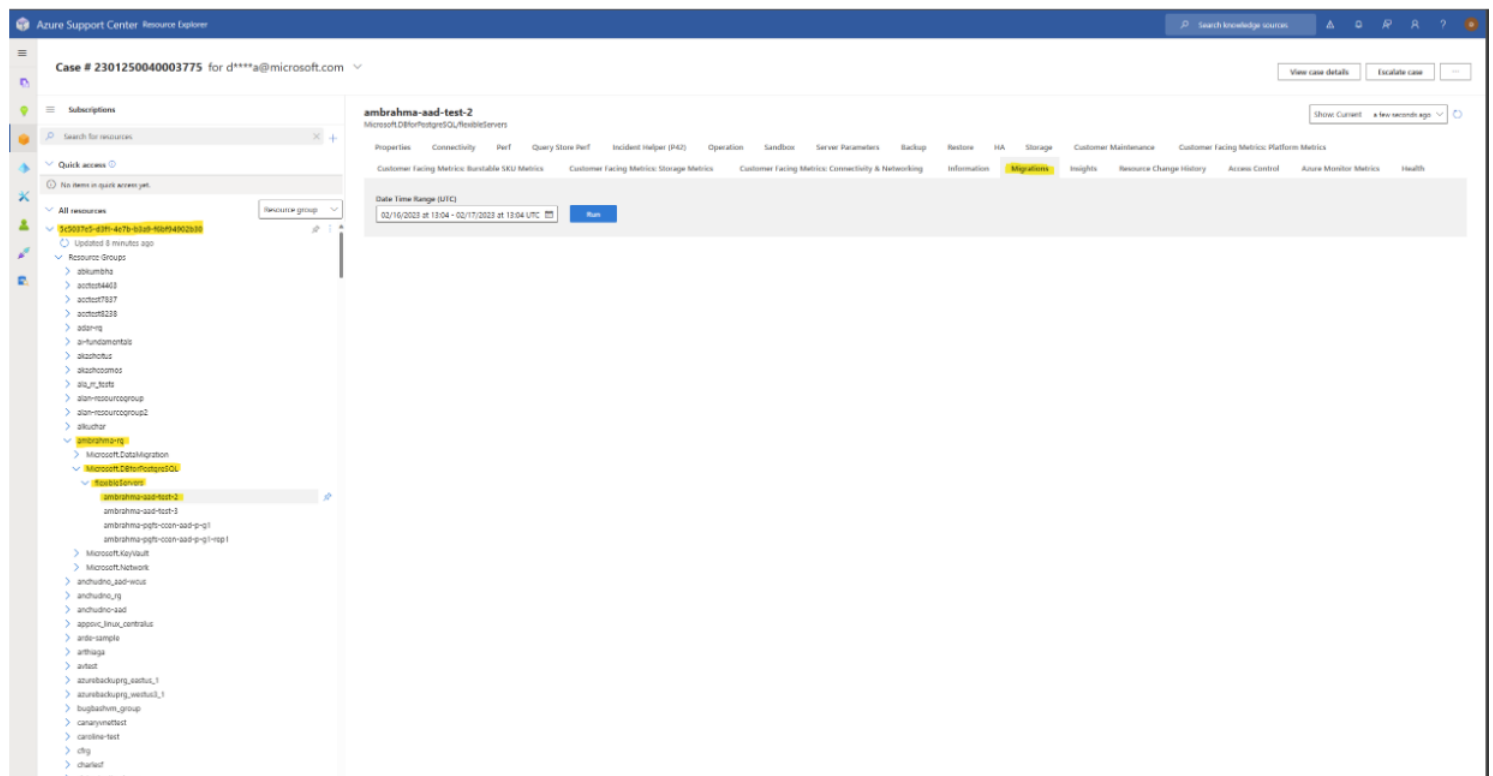 Azure Support Center Resource Explorer
Search knowledge sources
?
Case # 2301250040003775 for d****a@microsoft.com
View case details
Escalate case
...
Subscriptions
Search for resources
Quick access
No items in quick access yet.
All resources
Resource group
Updated 8 minutes ago
Resource Groups
abkumbha
acctest4463
acctest7837
acctest8238
adar-rg
ai-fundamentals
akashotus
akashcosmos
ala_rr_tests
alan-resourcegroup
alan-resourcegroup2
alkuchar
ambrahma-rg
Microsoft.DataMigration
Microsoft.DBforPostgreSQL
flexibleServers
ambrahma-aad-test-2
ambrahma-aad-test-3
ambrahma-pgfs-ccen-aad-p-g1
ambrahma-pgfs-ccen-aad-p-g1-rep1
Microsoft.KeyVault
Microsoft.Network
anchudno_aad-wcus
anchudno_rg
anchudno-aad
appsvc_linux_centralus
arde-sample
arthiaga
avtest
azurebackuprg_eastus_1
azurebackuprg_westus3_1
bugbashvm_group
canaryvnettest
caroline-test
cfrg
charlesf
ambrahma-aad-test-2
Microsoft.DBforPostgreSQL/flexibleServers
Show: Current a few seconds ago
Properties Connectivity Perf Query Store Perf Incident Helper (P42) Operation Sandbox Server Parameters Backup Restore HA Storage Customer Maintenance Customer Facing Metrics: Platform Metrics
Customer Facing Metrics: Burstable SKU Metrics Customer Facing Metrics: Storage Metrics Customer Facing Metrics: Connectivity & Networking Information Migrations Insights Resource Change History Access Control Azure Monitor Metrics Health
Date Time Range (UTC)
02/16/2023 at 13:04 - 02/17/2023 at 13:04 UTC
Run